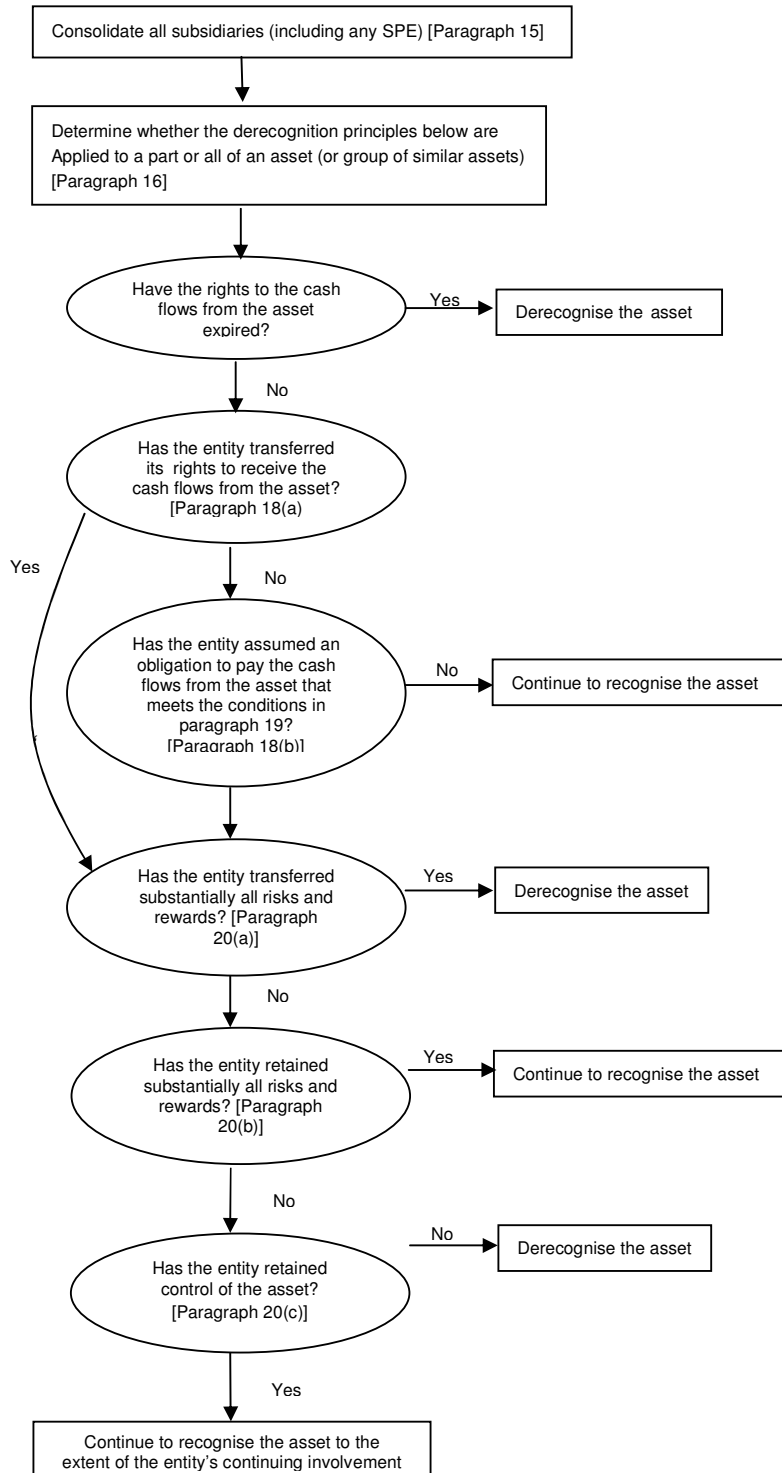 Consolidate all subsidiaries (including any SPE) [Paragraph 15]
Determine whether the derecognition principles below are
Applied to a part or all of an asset (or group of similar assets)
[Paragraph 16]
Have the rights to the cash
flows from the asset
expired?
Yes
Derecognise the asset
No
Has the entity transferred
its rights to receive the
cash flows from the asset?
[Paragraph 18(a)
Yes
No
Has the entity assumed an
obligation to pay the cash
flows from the asset that
meets the conditions in
paragraph 19?
[Paragraph 18(b)]
No
Continue to recognise the asset
Has the entity transferred
substantially all risks and
rewards? [Paragraph
20(a)]
Yes
Derecognise the asset
No
Has the entity retained
substantially all risks and
rewards? [Paragraph
20(b)]
Yes
Continue to recognise the asset
No
Has the entity retained
control of the asset?
[Paragraph 20(c)]
No
Derecognise the asset
Yes
Continue to recognise the asset to the
extent of the entity's continuing involvement